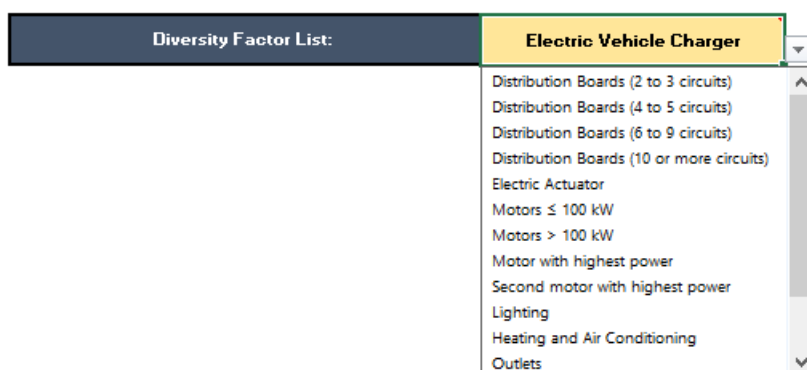 Diversity Factor List:
Electric Vehicle Charger
Distribution Boards (2 to 3 circuits)
Distribution Boards (4 to 5 circuits)
Distribution Boards (6 to 9 circuits)
Distribution Boards (10 or more circuits)
Electric Actuator
Motors ≤ 100 kW
Motors > 100 kW
Motor with highest power
Second motor with highest power
Lighting
Heating and Air Conditioning
Outlets